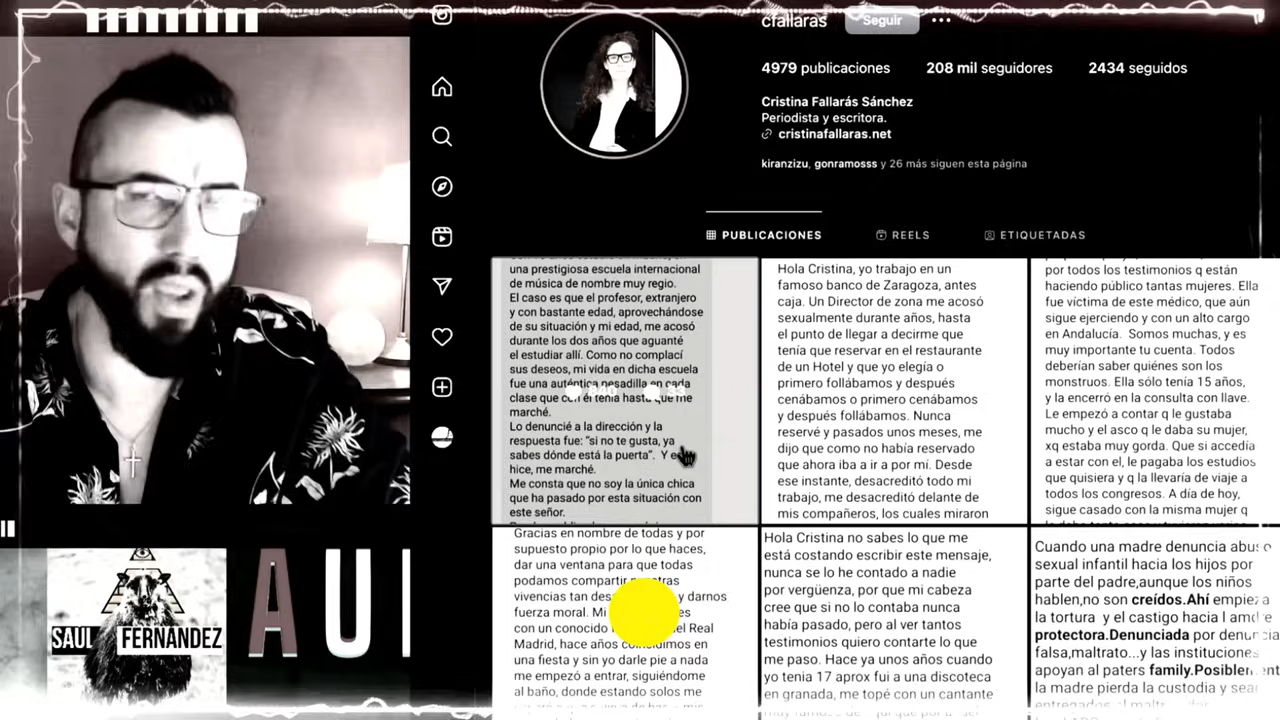 cfallaras Seguir ...
4979 publicaciones 208 mil seguidores 2434 seguidos
Cristina Fallarás Sánchez
Periodista y escritora.
cristinafallaras.net
kiranzizu, gonramosss y 26 más siguen esta página
PUBLICACIONES REELS ETIQUETADAS
una prestigiosa escuela internacional
de música de nombre muy regio.
El caso es que el profesor, extranjero
y con bastante edad, aprovechándose
de su situación y mi edad, me acosó
durante los dos años que aguanté
el estudiar allí. Como no complací
sus deseos, mi vida en dicha escuela
fue una auténtica pesadilla en cada
clase que con él tenía hasta que me
marché.
Lo denuncié a la dirección y la
respuesta fue: "si no te gusta, ya
sabes dónde está la puerta". Y
hice, me marché.
Me consta que no soy la única chica
que ha pasado por esta situación con
este señor.
Hola Cristina, yo trabajo en un
famoso banco de Zaragoza, antes
caja. Un Director de zona me acosó
sexualmente durante años, hasta
el punto de llegar a decirme que
tenía que reservar en el restaurante
de un Hotel y que yo elegía o
primero follábamos y después
cenábamos o primero cenábamos
y después follábamos. Nunca
reservé y pasados unos meses, me
dijo que como no había reservado
que ahora iba a ir a por mí. Desde
ese instante, desacreditó todo mi
trabajo, me desacreditó delante de
mis compañeros, los cuales miraron
por todos los testimonios q están
haciendo público tantas mujeres. Ella
fue víctima de este médico, que aún
sigue ejerciendo y con un alto cargo
en Andalucía. Somos muchas, y es
muy importante tu cuenta. Todos
deberían saber quiénes son los
monstruos. Ella sólo tenía 15 años,
y la encerró en la consulta con llave.
Le empezó a contar q le gustaba
mucho y el asco q le daba su mujer,
xq estaba muy gorda. Que si accedía
a estar con el, le pagaba los estudios
que quisiera y q la llevaría de viaje a
todos los congresos. A día de hoy,
sigue casado con la misma mujer q
Gracias en nombre de todas y por
supuesto propio por lo que haces,
dar una ventana para que todas
podamos compartir nuestras
vivencias tan y darnos
fuerza moral. Mi es
con un conocido del Real
Madrid, hace años coincidimos en
una fiesta y sin yo darle pie a nada
me empezó a entrar, siguiéndome
al baño, donde estando solos me
Hola Cristina no sabes lo que me
está costando escribir este mensaje,
nunca se lo he contado a nadie
por vergüenza, por que mi cabeza
cree que si no lo contaba nunca
había pasado, pero al ver tantos
testimonios quiero contarte lo que
me paso. Hace ya unos años cuando
yo tenia 17 aprox fui a una discoteca
en granada, me topé con un cantante
Cuando una madre denuncia abuso
sexual infantil hacia los hijos por
parte del padre,aunque los niños
hablen,no son creídos.Ahí empieza
la tortura y el castigo hacia l amdre
protectora.Denunciada por denuncia
falsa,maltrato...y las instituciones
apoyan al paters family.Posiblement
la madre pierda la custodia y sean
SAUL FERNANDEZ
AU